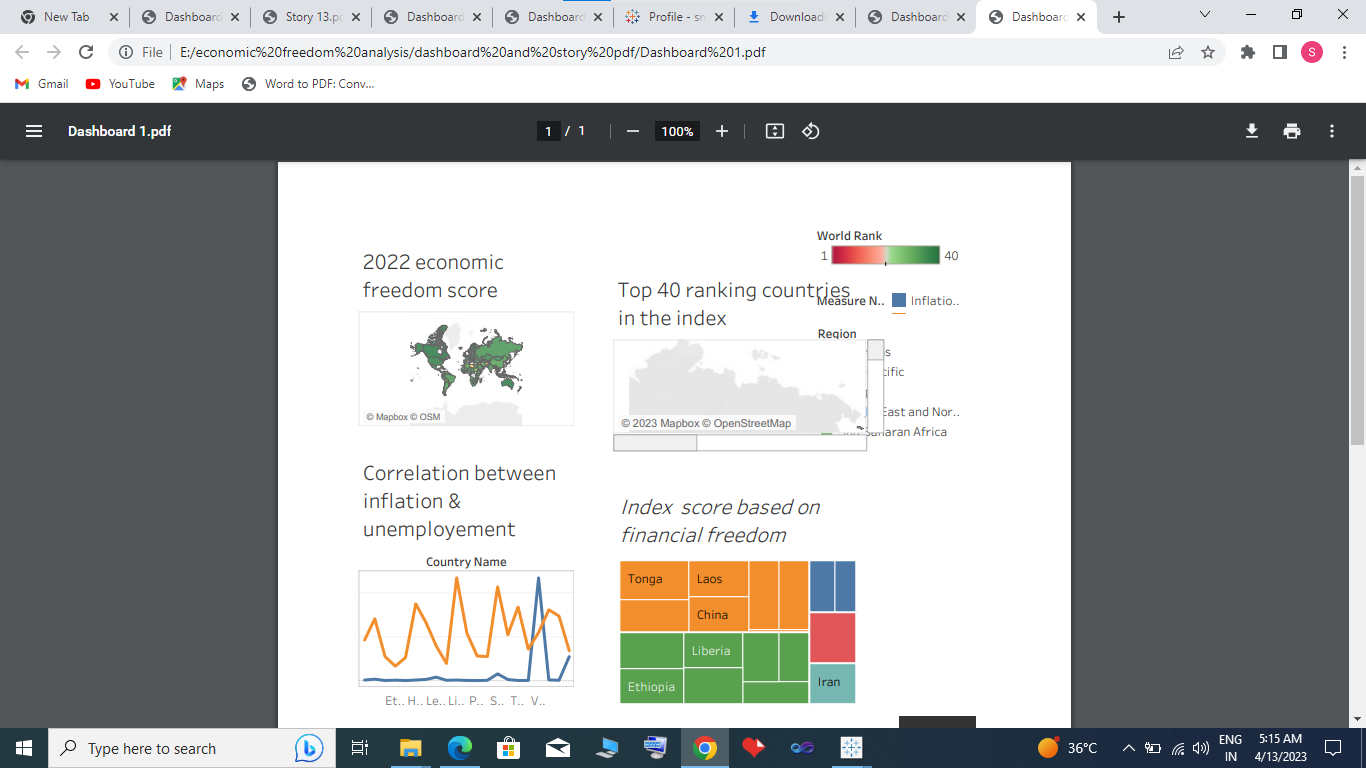 New Tab
Dashboard
Story 13.pd
Dashboard
Dashboard
Profile - sn
Downloads
Dashboard
Dashboard
File
E:/economic%20freedom%20analysis/dashboard%20and%20story%20pdf/Dashboard%201.pdf
S
Gmail
YouTube
Maps
Word to PDF: Conv...
Dashboard 1.pdf
1 / 1
100%
World Rank
1
40
2022 economic
freedom score
Top 40 ranking countries
in the index
Measure N..
Inflatio..
Region
cific
East and Nor..
Saharan Africa
© Mapbox © OSM
© 2023 Mapbox © OpenStreetMap
Correlation between
inflation &
unemployement
Index score based on
financial freedom
Country Name
Et.. H.. Le.. Li.. P.. S.. T.. V..
Tonga
Laos
China
Liberia
Ethiopia
Iran
Type here to search
36°C
ENG
IN
5:15 AM
4/13/2023